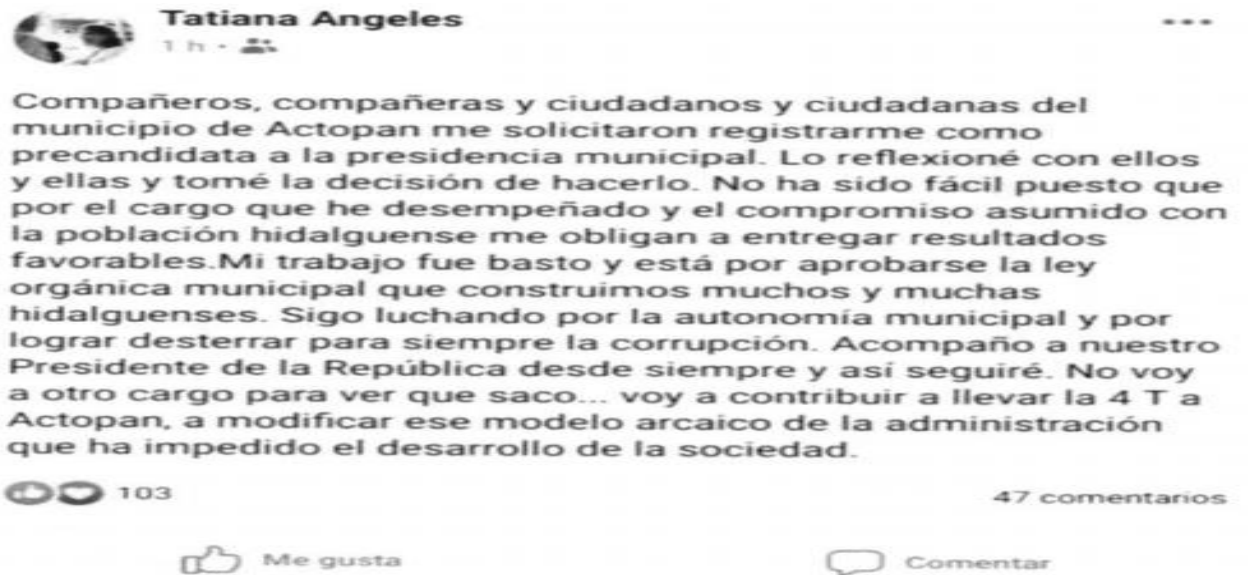 Tatiana Angeles
1 h ·
Compañeros, compañeras y ciudadanos y ciudadanas del
municipio de Actopan me solicitaron registrarme como
precandidata a la presidencia municipal. Lo reflexioné con ellos
y ellas y tomé la decisión de hacerlo. No ha sido fácil puesto que
por el cargo que he desempeñado y el compromiso asumido con
la población hidalguense me obligan a entregar resultados
favorables.Mi trabajo fue basto y está por aprobarse la ley
orgánica municipal que construimos muchos y muchas
hidalguenses. Sigo luchando por la autonomía municipal y por
lograr desterrar para siempre la corrupción. Acompaño a nuestro
Presidente de la República desde siempre y así seguiré. No voy
a otro cargo para ver que saco... voy a contribuir a llevar la 4 T a
Actopan, a modificar ese modelo arcaico de la administración
que ha impedido el desarrollo de la sociedad.
103 47 comentarios
Me gusta Comentar